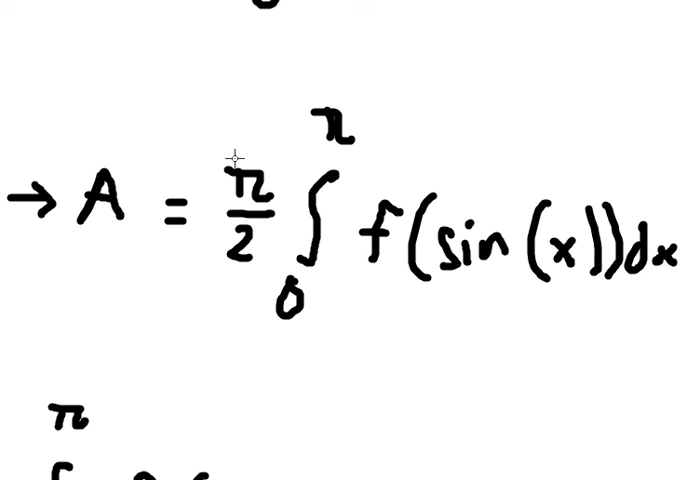 → A = π/2 ∫₀^π f(sin(x))dx
π